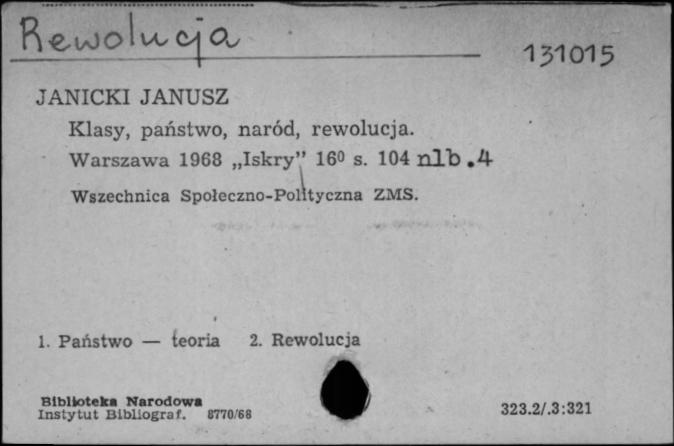 Rewolucja
131015
JANICKI JANUSZ
Klasy, państwo, naród, rewolucja.
Warszawa 1968 „Iskry” 16⁰ s. 104 nlb.4
Wszechnica Społeczno-Polityczna ZMS.
1. Państwo — teoria 2. Rewolucja
Biblioteka Narodowa
Instytut Bibliograf. 8770/68
323.2/.3:321